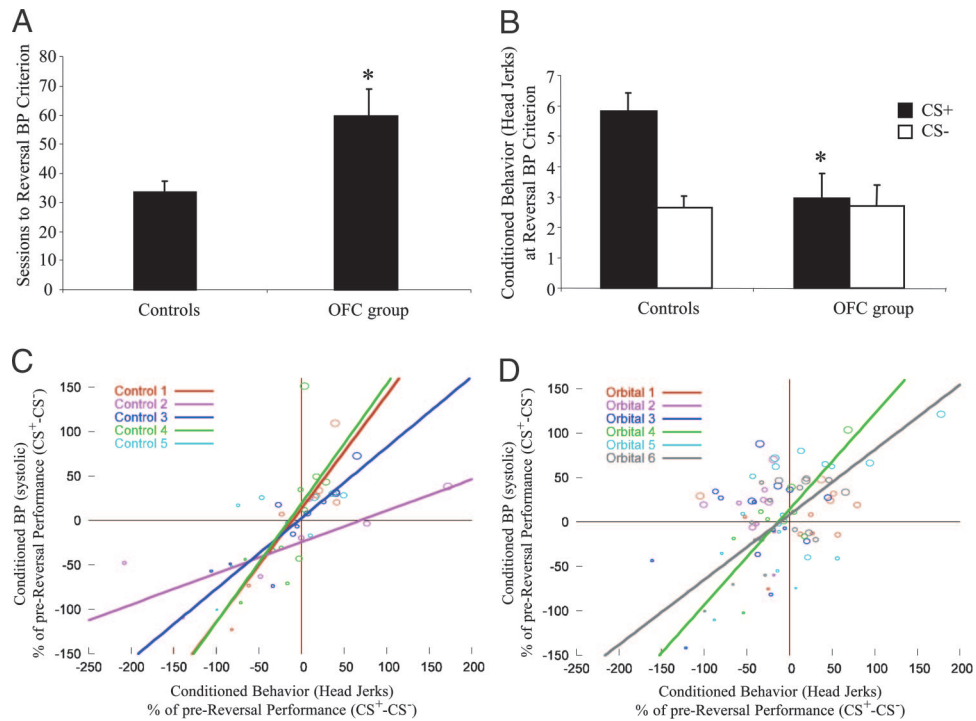 A
Sessions to Reversal BP Criterion
80
70
60
50
40
30
20
10
0
*
Controls
OFC group
B
Conditioned Behavior (Head Jerks)
at Reversal BP Criterion
7
6
5
4
3
2
1
0
*
CS+
CS-
Controls
OFC group
C
Conditioned BP (systolic)
% of pre-Reversal Performance (CS⁺-CS⁻)
150
100
50
0
-50
-100
-150
Control 1
Control 2
Control 3
Control 4
Control 5
-250 -200 -150 -100 -50 0 50 100 150 200
Conditioned Behavior (Head Jerks)
% of pre-Reversal Performance (CS⁺-CS⁻)
D
Conditioned BP (systolic)
% of pre-Reversal Performance (CS⁺-CS⁻)
150
100
50
0
-50
-100
-150
Orbital 1
Orbital 2
Orbital 3
Orbital 4
Orbital 5
Orbital 6
-250 -200 -150 -100 -50 0 50 100 150 200
Conditioned Behavior (Head Jerks)
% of pre-Reversal Performance (CS⁺-CS⁻)